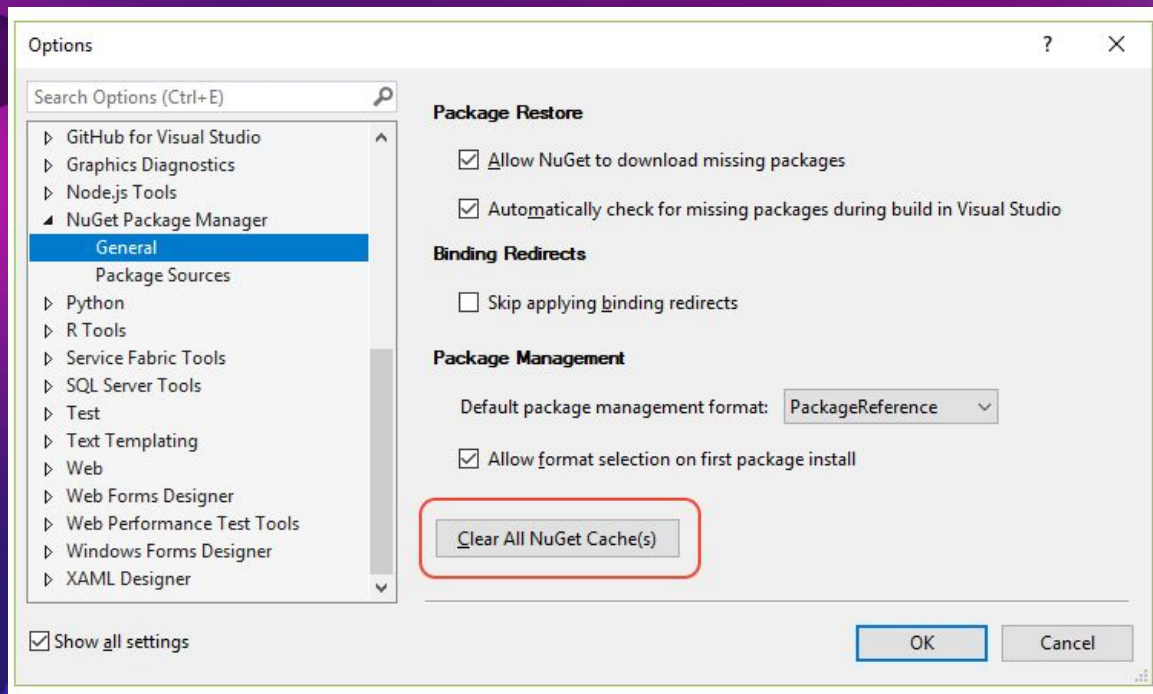 Options
?
Search Options (Ctrl+E)
GitHub for Visual Studio
Graphics Diagnostics
Node.js Tools
NuGet Package Manager
General
Package Sources
Python
R Tools
Service Fabric Tools
SQL Server Tools
Test
Text Templating
Web
Web Forms Designer
Web Performance Test Tools
Windows Forms Designer
XAML Designer
Show all settings
Package Restore
Allow NuGet to download missing packages
Automatically check for missing packages during build in Visual Studio
Binding Redirects
Skip applying binding redirects
Package Management
Default package management format: PackageReference
Allow format selection on first package install
Clear All NuGet Cache(s)
OK Cancel